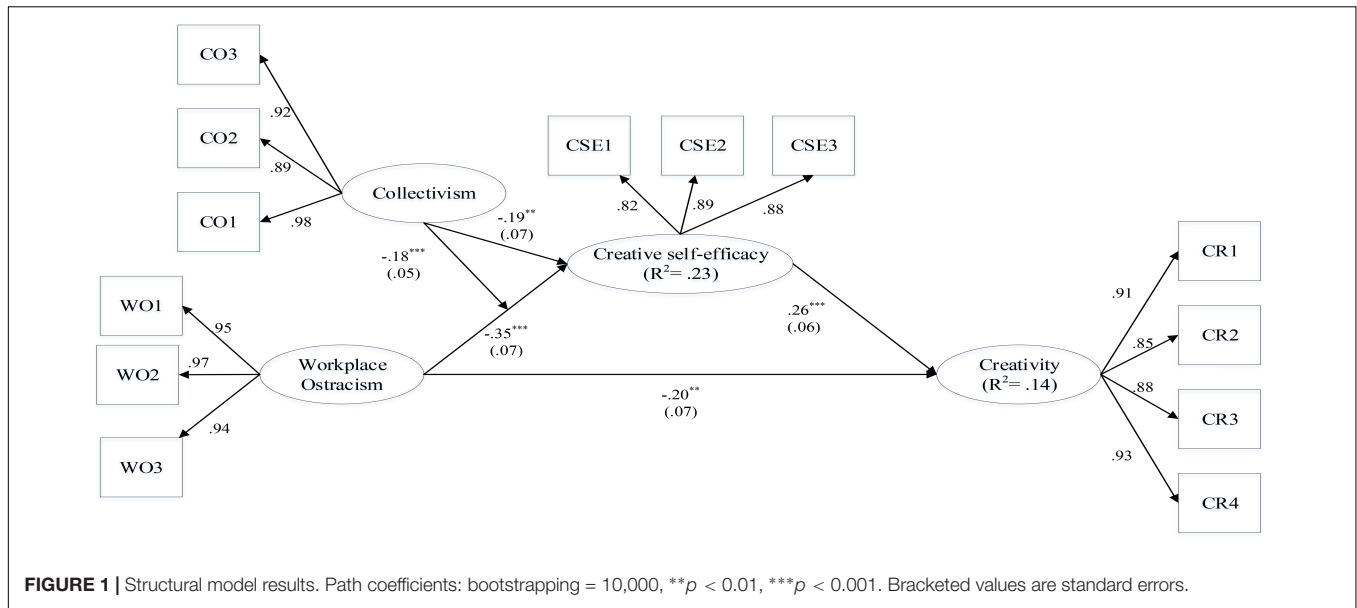 CO3
CO2
CO1
.92
.89
.98
Collectivism
CSE1
CSE2
CSE3
.82
.89
.88
-.19**
(.07)
-.18***
(.05)
Creative self-efficacy
(R²= .23)
WO1
WO2
WO3
.95
.97
.94
Workplace
Ostracism
-.35***
(.07)
.26***
(.06)
-.20**
(.07)
Creativity
(R²= .14)
CR1
CR2
CR3
CR4
.91
.85
.88
.93
FIGURE 1 | Structural model results. Path coefficients: bootstrapping = 10,000, **p < 0.01, ***p < 0.001. Bracketed values are standard errors.